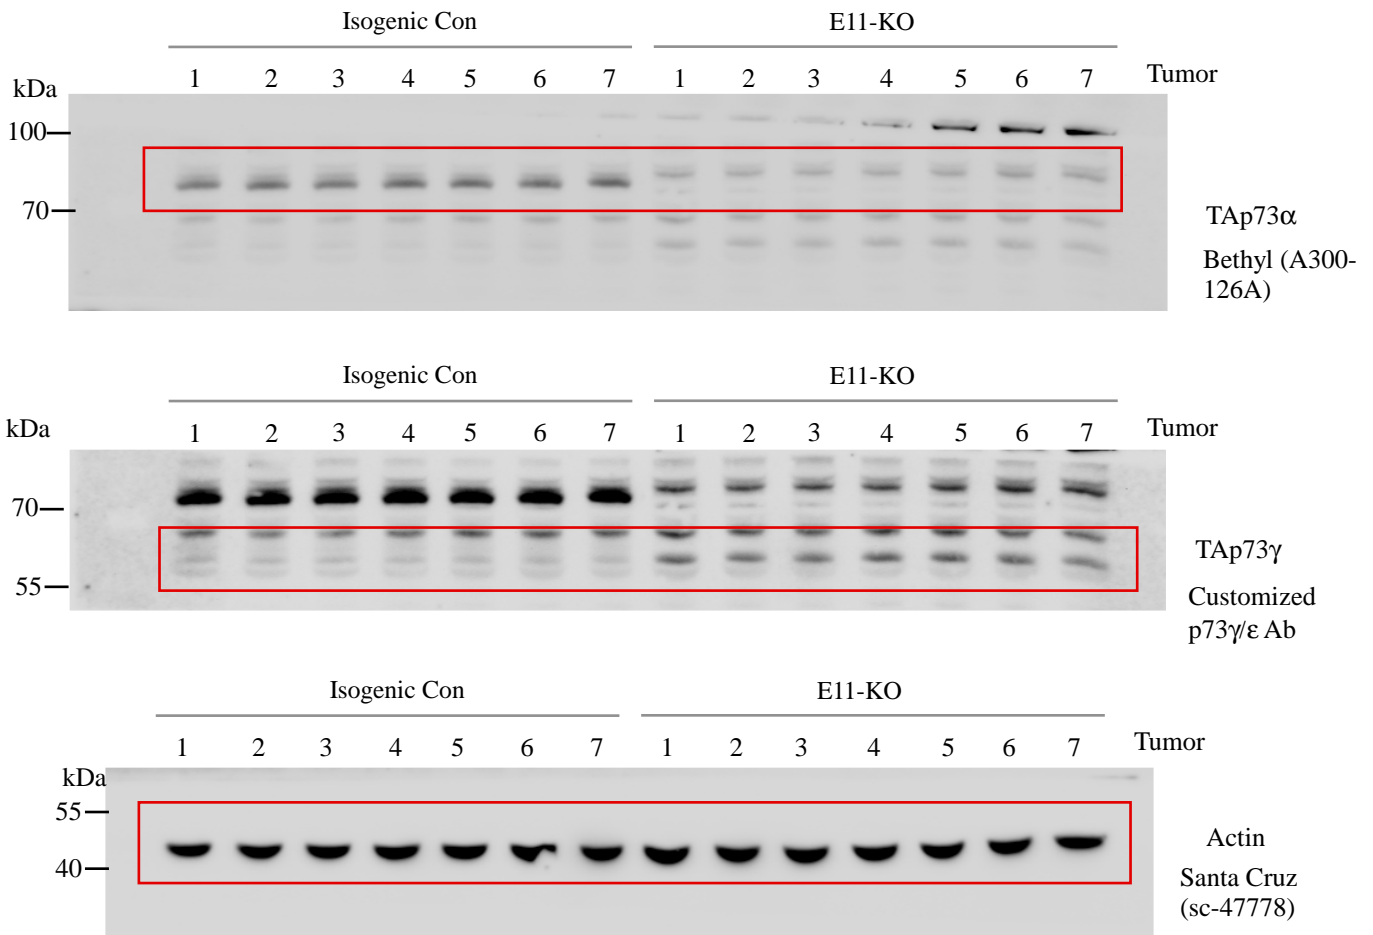 Isogenic Con E11-KO
1 2 3 4 5 6 7 1 2 3 4 5 6 7 Tumor
kDa
100
70
TAp73α
Bethyl (A300-
126A)
Isogenic Con E11-KO
kDa 1 2 3 4 5 6 7 1 2 3 4 5 6 7 Tumor
70
55
TAp73γ
Customized
p73γ/ε Ab
Isogenic Con E11-KO
1 2 3 4 5 6 7 1 2 3 4 5 6 7 Tumor
kDa
55
40
Actin
Santa Cruz
(sc-47778)